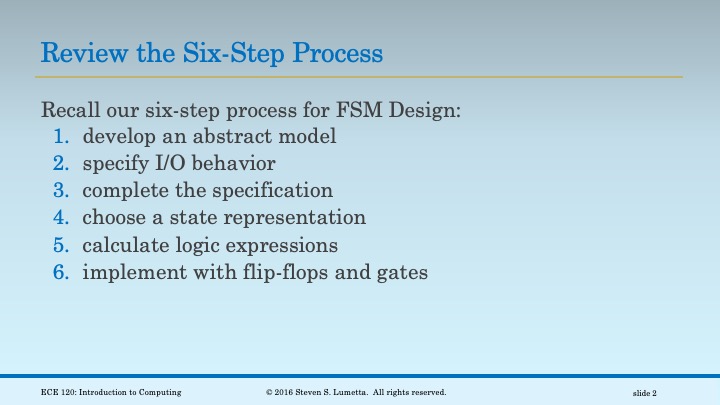 Review the Six-Step Process
Recall our six-step process for FSM Design:
1. develop an abstract model
2. specify I/O behavior
3. complete the specification
4. choose a state representation
5. calculate logic expressions
6. implement with flip-flops and gates
ECE 120: Introduction to Computing
© 2016 Steven S. Lumetta.  All rights reserved.
slide 2